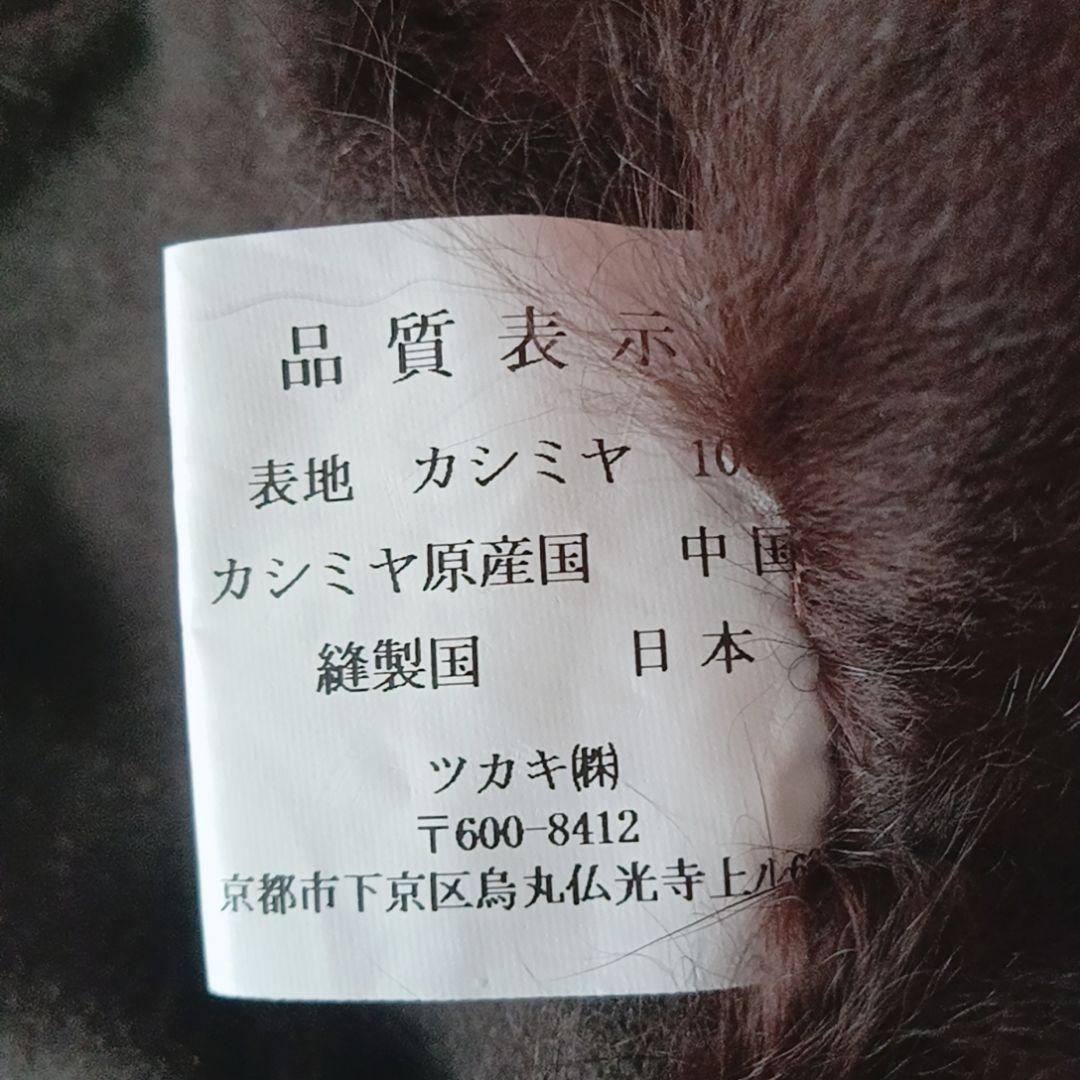 品質表示
表地 カシミヤ 10
カシミヤ原産国 中国
縫製国 日本
ツカキ㈱
〒600-8412
京都市下京区烏丸仏光寺上ル